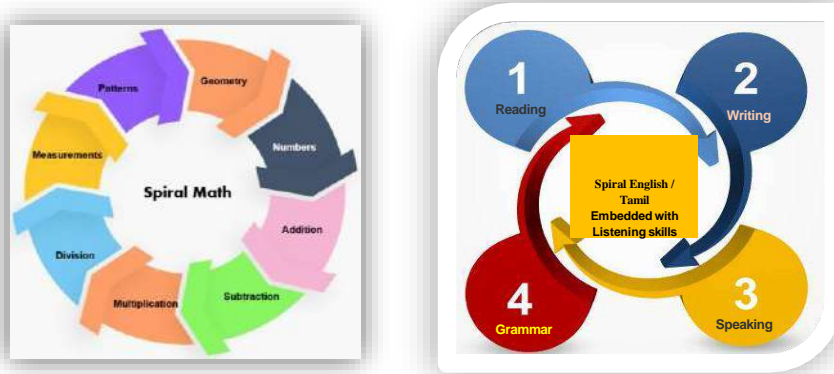 Patterns
Geometry
Numbers
Addition
Subtraction
Multiplication
Division
Measurements
Spiral Math
1
Reading
2
Writing
3
Speaking
4
Grammar
Spiral English /
Tamil
Embedded with
Listening skills